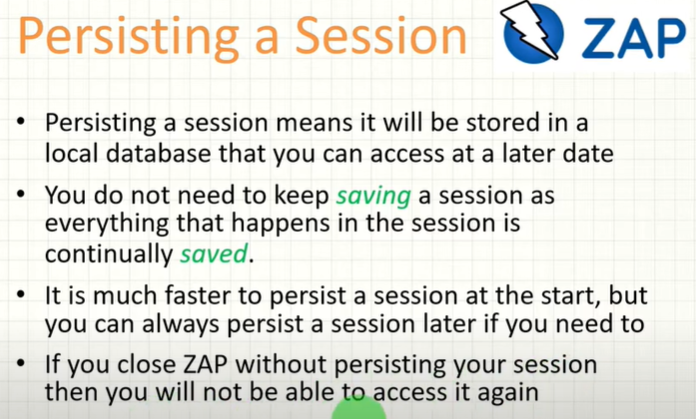 Persisting a Session
ZAP
• Persisting a session means it will be stored in a
local database that you can access at a later date
• You do not need to keep saving a session as
everything that happens in the session is
continually saved.
• It is much faster to persist a session at the start, but
you can always persist a session later if you need to
• If you close ZAP without persisting your session
then you will not be able to access it again